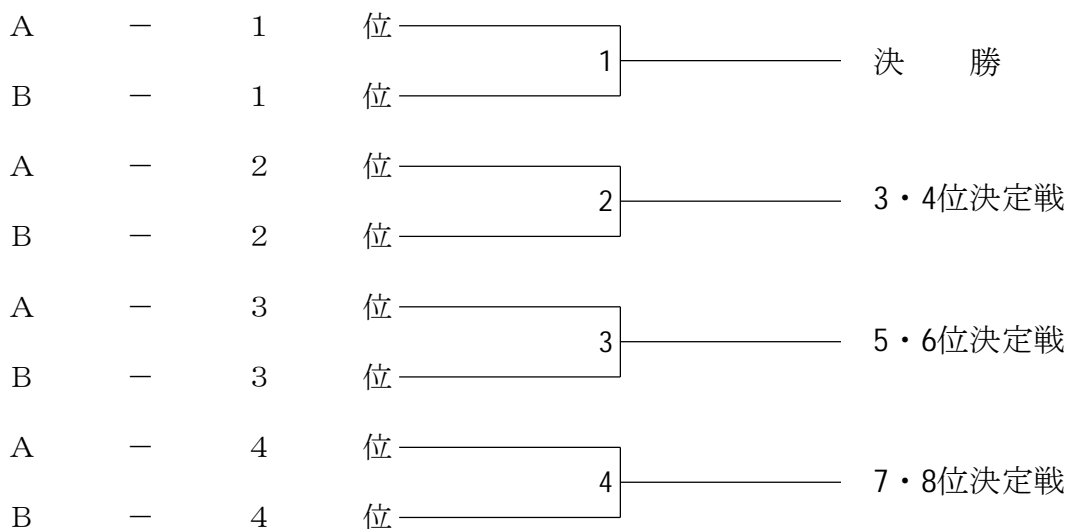 A － 1 位
1 決 勝
B － 1 位
A － 2 位
2 3・4位決定戦
B － 2 位
A － 3 位
3 5・6位決定戦
B － 3 位
A － 4 位
4 7・8位決定戦
B － 4 位